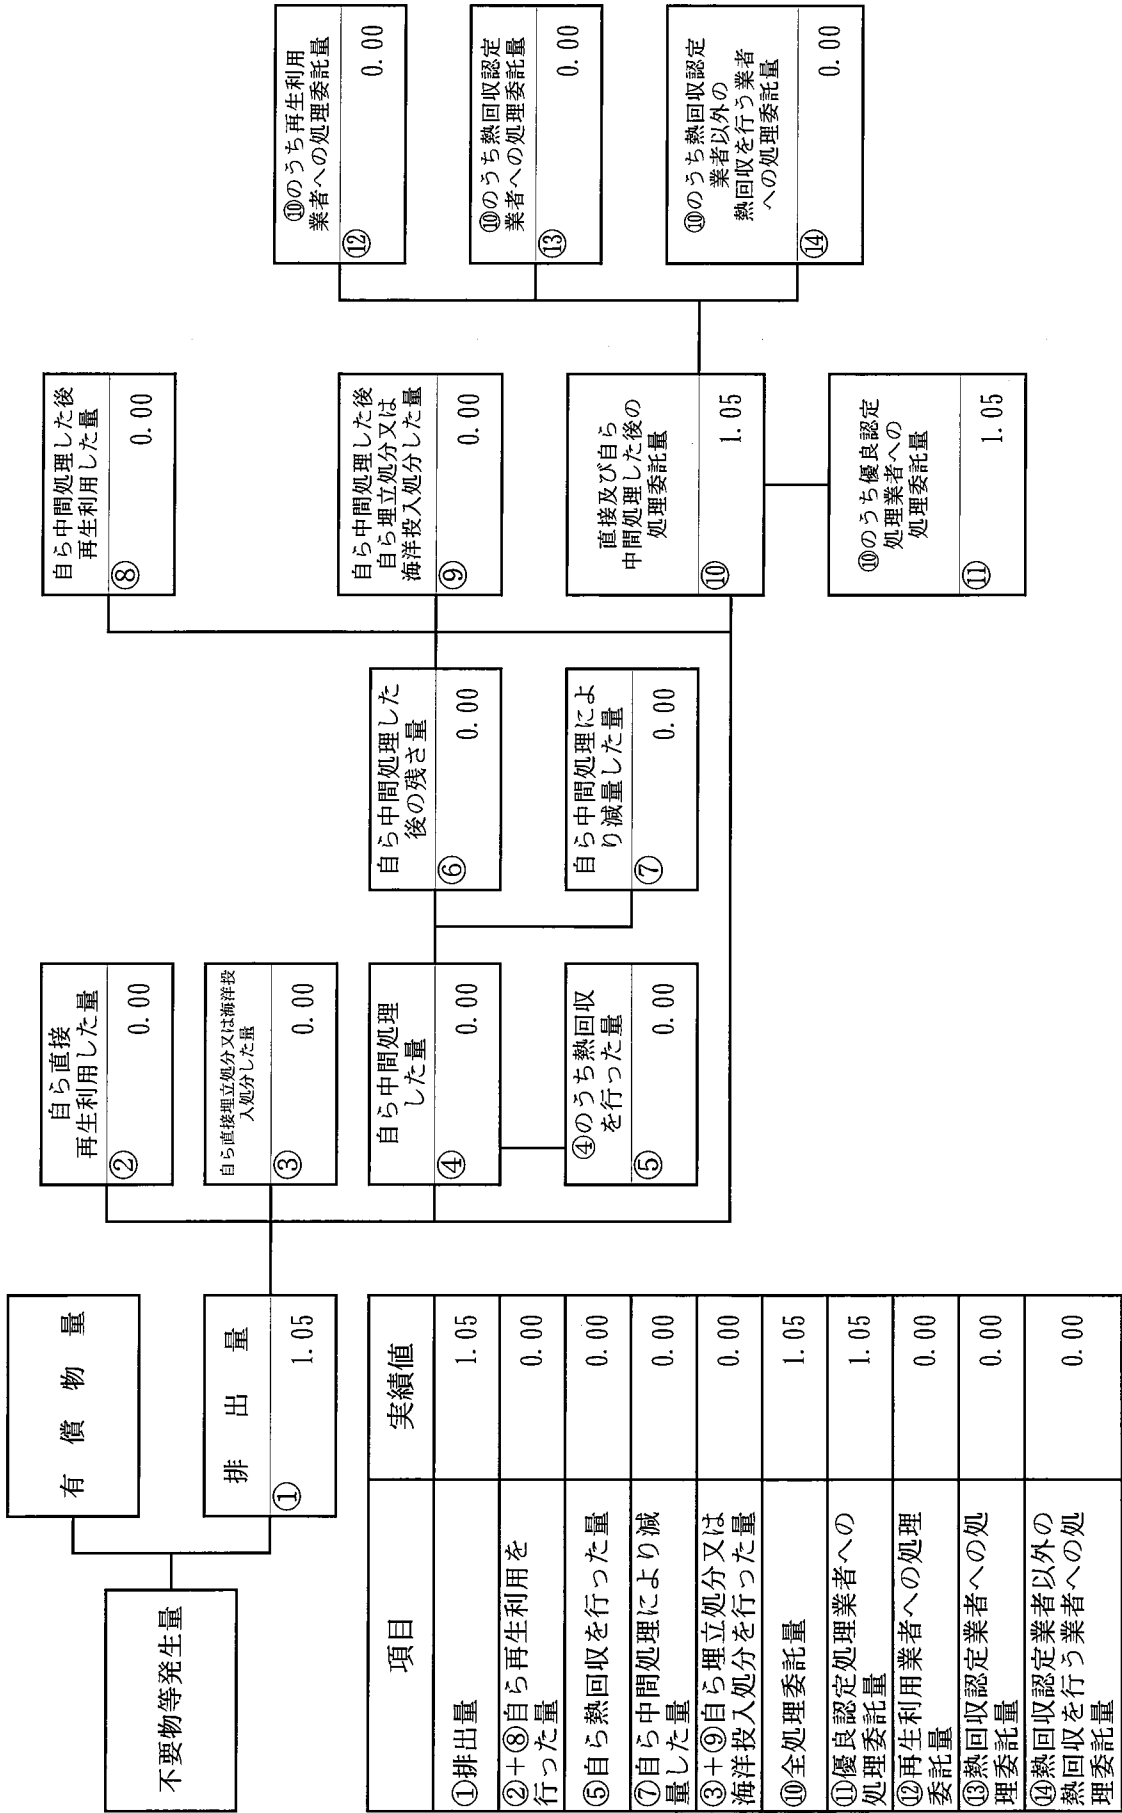 不要物等発生量
有償物量
排出量
① 1.05
自ら直接
再生利用した量
② 0.00
自ら直接埋立処分又は海洋投
入処分した量
③ 0.00
自ら中間処理
した量
④ 0.00
④のうち熱回収
を行った量
⑤ 0.00
自ら中間処理した
後の残さ量
⑥ 0.00
自ら中間処理によ
り減量した量
⑦ 0.00
自ら中間処理した後
再生利用した量
⑧ 0.00
自ら中間処理した後
自ら埋立処分又は
海洋投入処分した量
⑨ 0.00
直接及び自ら
中間処理した後の
処理委託量
⑩ 1.05
⑩のうち優良認定
処理業者への
処理委託量
⑪ 1.05
⑩のうち再生利用
業者への処理委託量
⑫ 0.00
⑩のうち熱回収認定
業者への処理委託量
⑬ 0.00
⑩のうち熱回収認定
業者以外の
熱回収を行う業者
への処理委託量
⑭ 0.00
項目 実績値
①排出量 1.05
②+⑧自ら再生利用を
行った量 0.00
⑤自ら熱回収を行った量 0.00
⑦自ら中間処理により減
量した量 0.00
③+⑨自ら埋立処分又は
海洋投入処分を行った量 0.00
⑩全処理委託量 1.05
⑪優良認定処理業者への
処理委託量 1.05
⑫再生利用業者への処理
委託量 0.00
⑬熱回収認定業者への処
理委託量 0.00
⑭熱回収認定業者以外の
熱回収を行う業者への処
理委託量 0.00